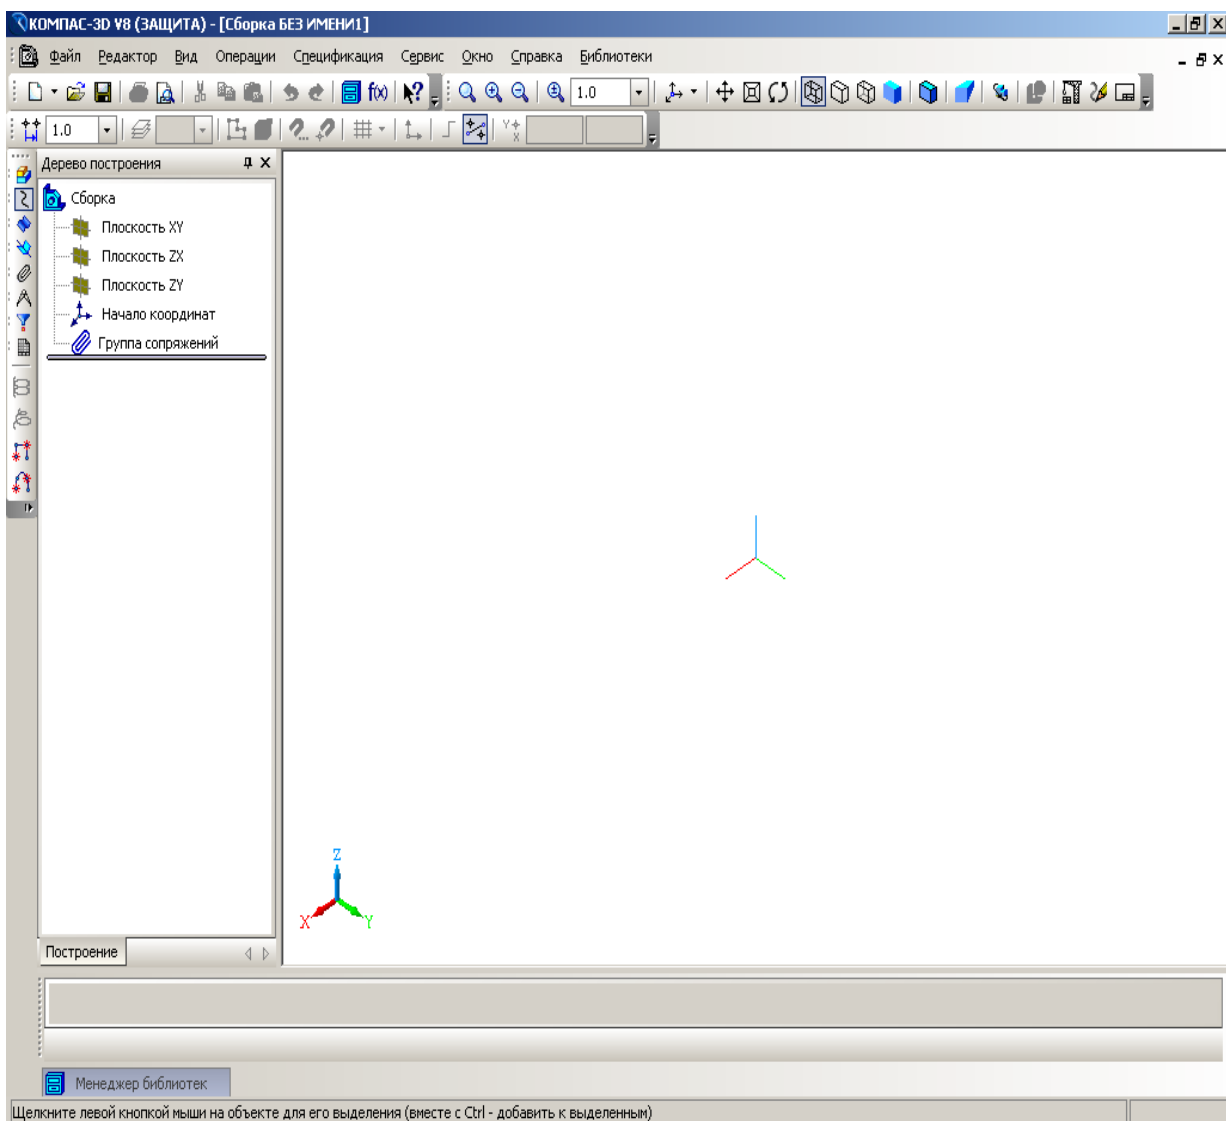 КОМПАС-3D V8 (ЗАЩИТА) - [Сборка БЕЗ ИМЕНИ1]
Файл Редактор Вид Операции Спецификация Сервис Окно Справка Библиотеки
f(x) ? 1.0
1.0
Дерево построения
Сборка
Плоскость XY
Плоскость ZX
Плоскость ZY
Начало координат
Группа сопряжений
Z
X Y
Построение
Менеджер библиотек
Щелкните левой кнопкой мыши на объекте для его выделения (вместе с Ctrl - добавить к выделенным)